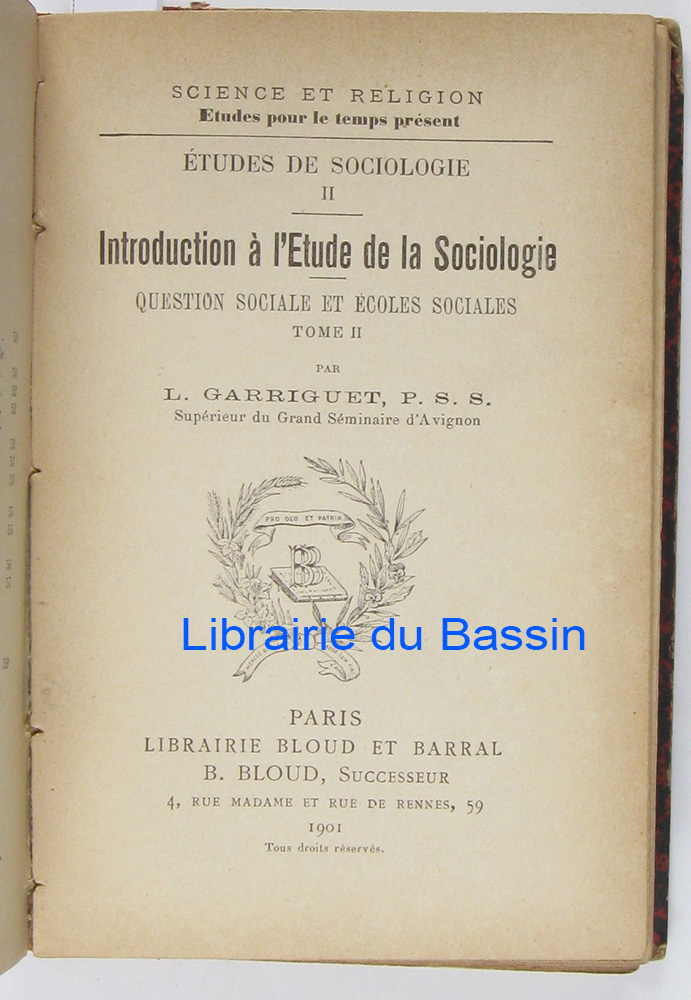 SCIENCE ET RELIGION
Etudes pour le temps présent
ÉTUDES DE SOCIOLOGIE
II
Introduction à l'Etude de la Sociologie
QUESTION SOCIALE ET ÉCOLES SOCIALES
TOME II
PAR
L. GARRIGUET, P. S. S.
Supérieur du Grand Séminaire d'Avignon
PRO DEO ET PATRIA
BB
Librairie du Bassin
PARIS
LIBRAIRIE BLOUD ET BARRAL
B. BLOUD, SUCCESSEUR
4, RUE MADAME ET RUE DE RENNES, 59
1901
Tous droits réservés.